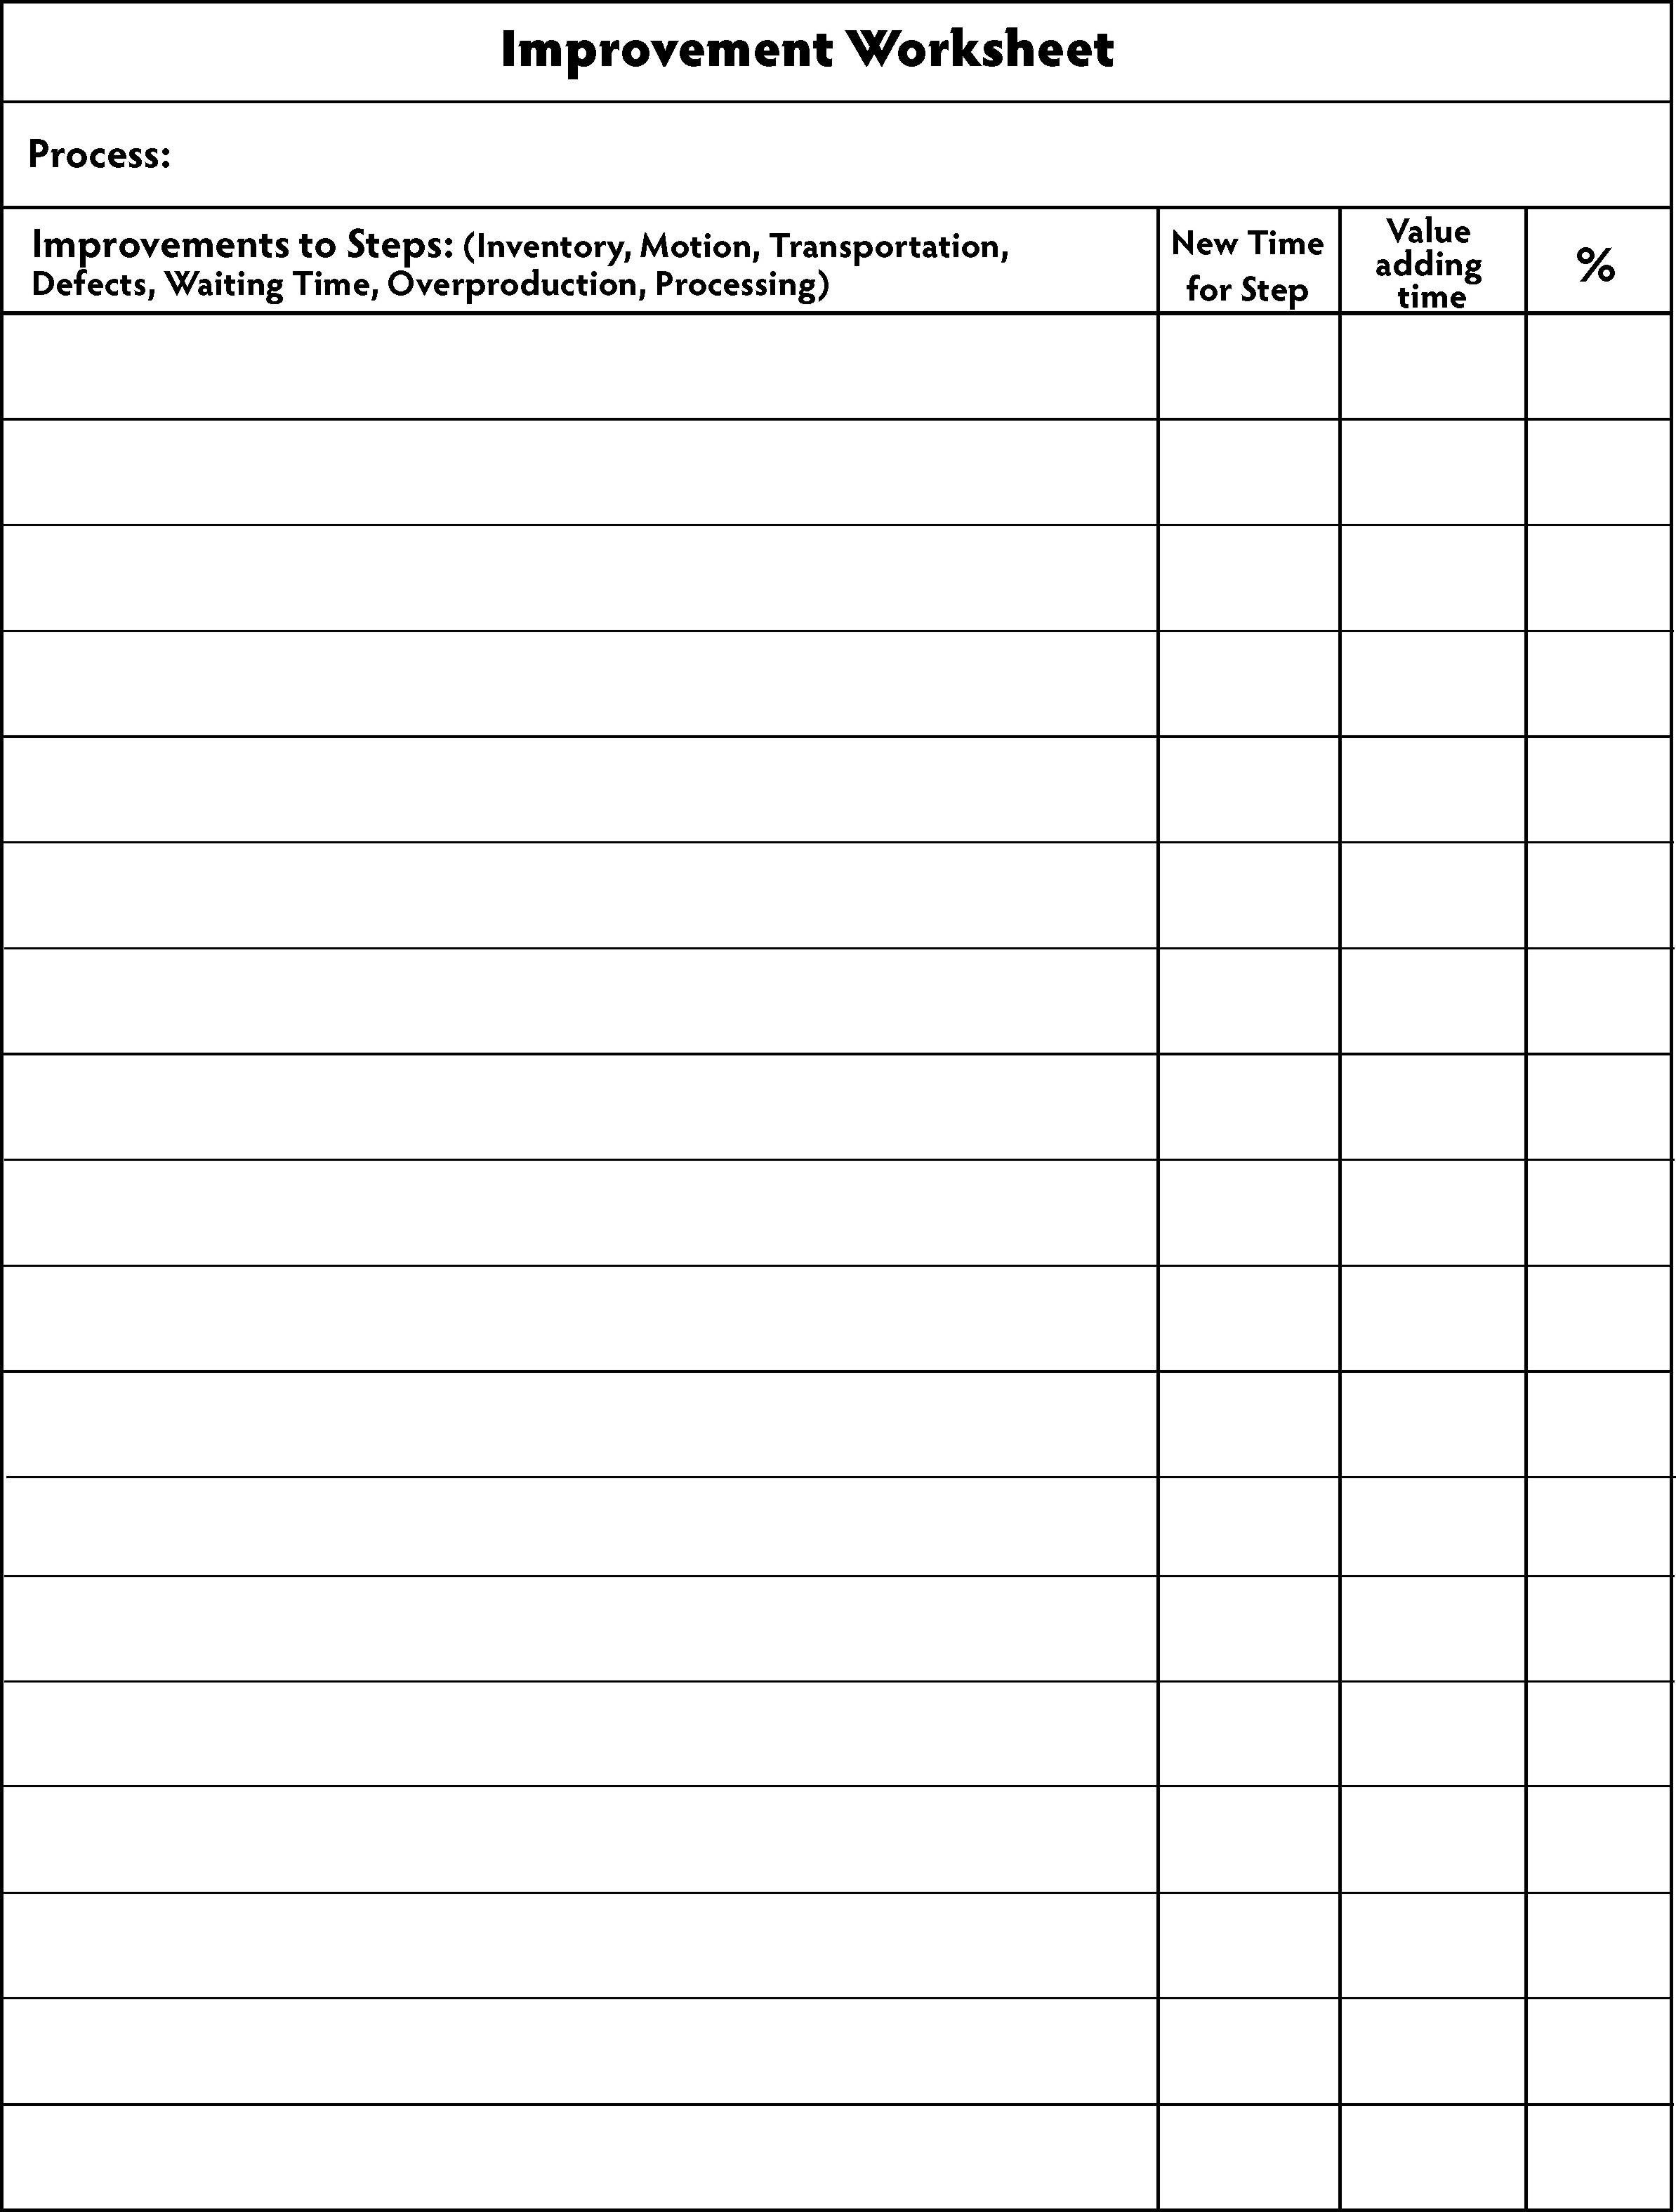 Improvement Worksheet
Process:
Improvements to Steps: (Inventory, Motion, Transportation,
Defects, Waiting Time, Overproduction, Processing)
New Time
for Step
Value
adding
time
%